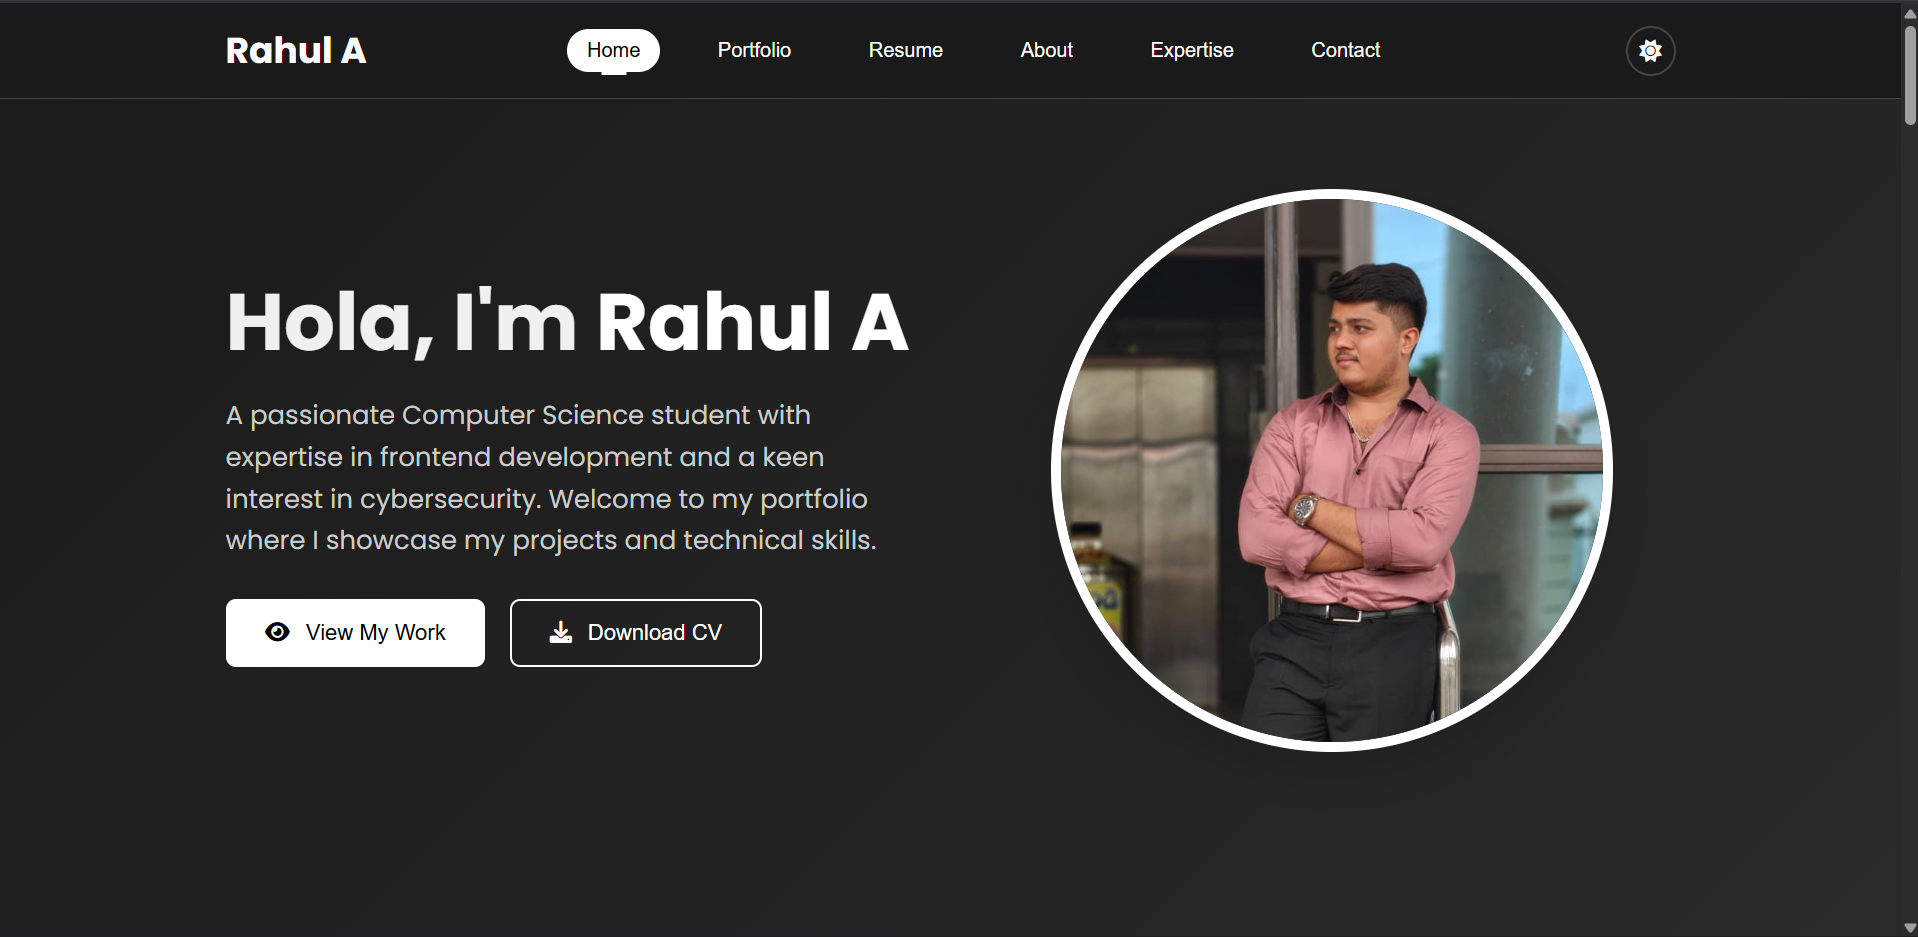 Rahul A
Home
Portfolio
Resume
About
Expertise
Contact
Hola, I'm Rahul A
A passionate Computer Science student with
expertise in frontend development and a keen
interest in cybersecurity. Welcome to my portfolio
where I showcase my projects and technical skills.
View My Work
Download CV